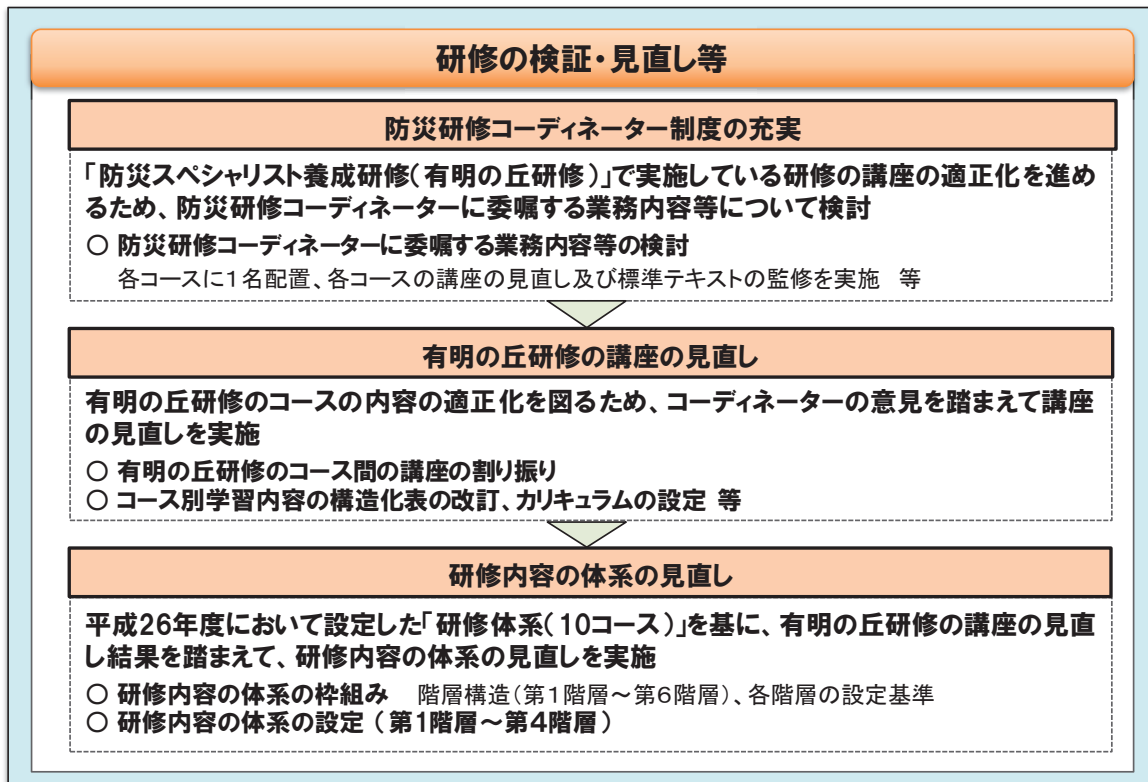 研修の検証・見直し等
防災研修コーディネーター制度の充実
「防災スペシャリスト養成研修(有明の丘研修)」で実施している研修の講座の適正化を進め
るため、防災研修コーディネーターに委嘱する業務内容等について検討
○ 防災研修コーディネーターに委嘱する業務内容等の検討
各コースに1名配置、各コースの講座の見直し及び標準テキストの監修を実施 等
有明の丘研修の講座の見直し
有明の丘研修のコースの内容の適正化を図るため、コーディネーターの意見を踏まえて講座
の見直しを実施
○ 有明の丘研修のコース間の講座の割り振り
○ コース別学習内容の構造化表の改訂、カリキュラムの設定 等
研修内容の体系の見直し
平成26年度において設定した「研修体系(10コース)」を基に、有明の丘研修の講座の見直
し結果を踏まえて、研修内容の体系の見直しを実施
○ 研修内容の体系の枠組み 階層構造(第1階層~第6階層)、各階層の設定基準
○ 研修内容の体系の設定 (第1階層~第4階層)